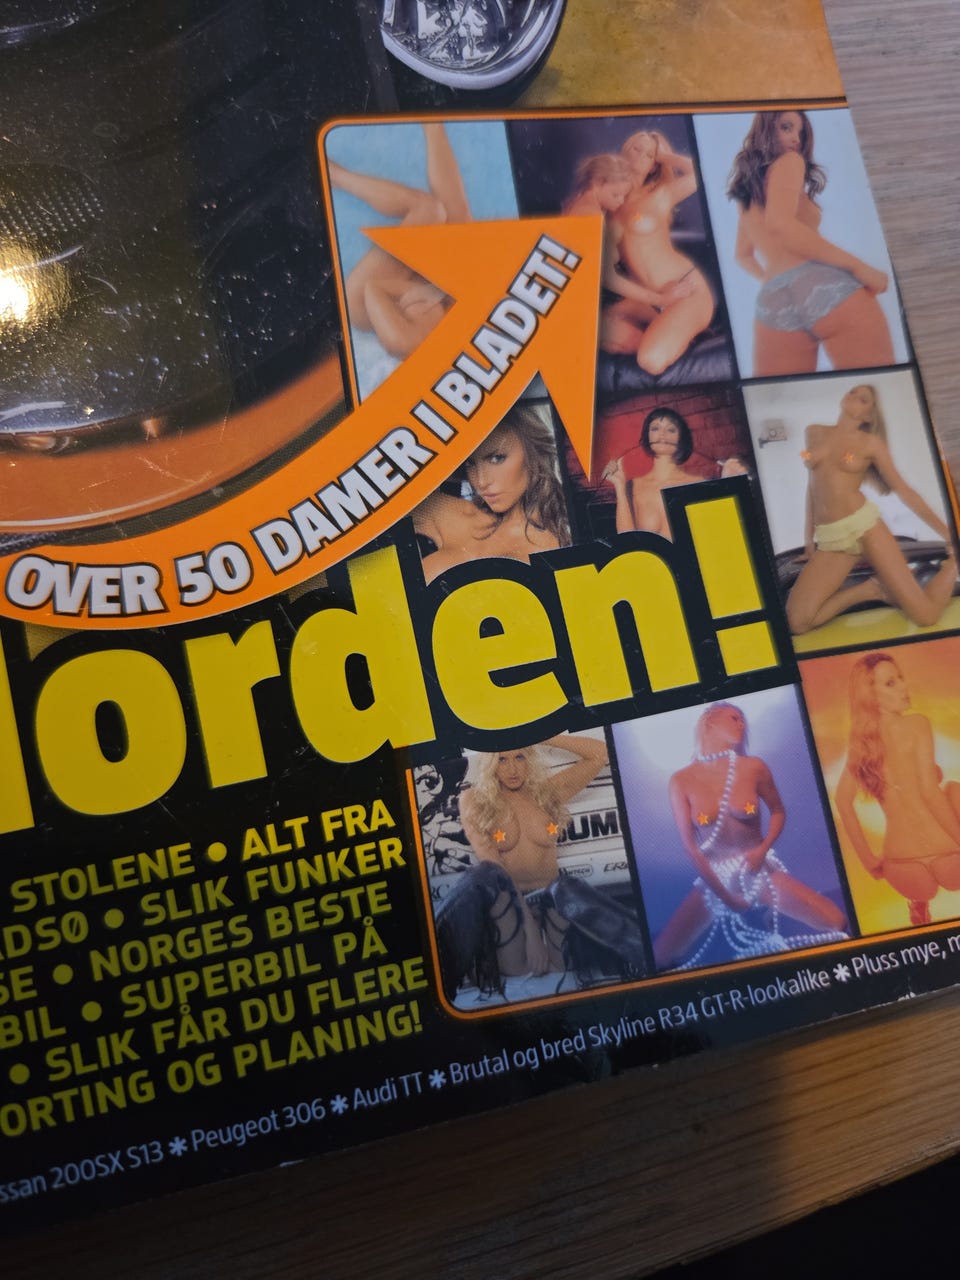 OVER 50 DAMER I BLADET!
orden!
STOLENE • ALT FRA
DSØ • SLIK FUNKER
SE • NORGES BESTE
BIL • SUPERBIL PÅ
• SLIK FÅR DU FLERE
ORTING OG PLANING!
ssan 200SX S13 * Peugeot 306 * Audi TT * Brutal og bred Skyline R34 GT-R-lookalike * Pluss mye, m